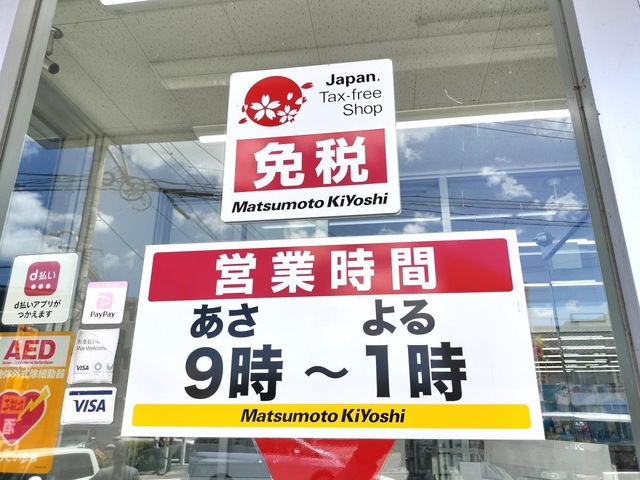 Japan.
Tax-free
Shop
免税
Matsumoto KiYoshi
営業時間
あさ よる
9時～1時
Matsumoto KiYoshi
d払い
d払いアプリが
つかえます
PayPay
We Welcome.
VISA
VISA
AED